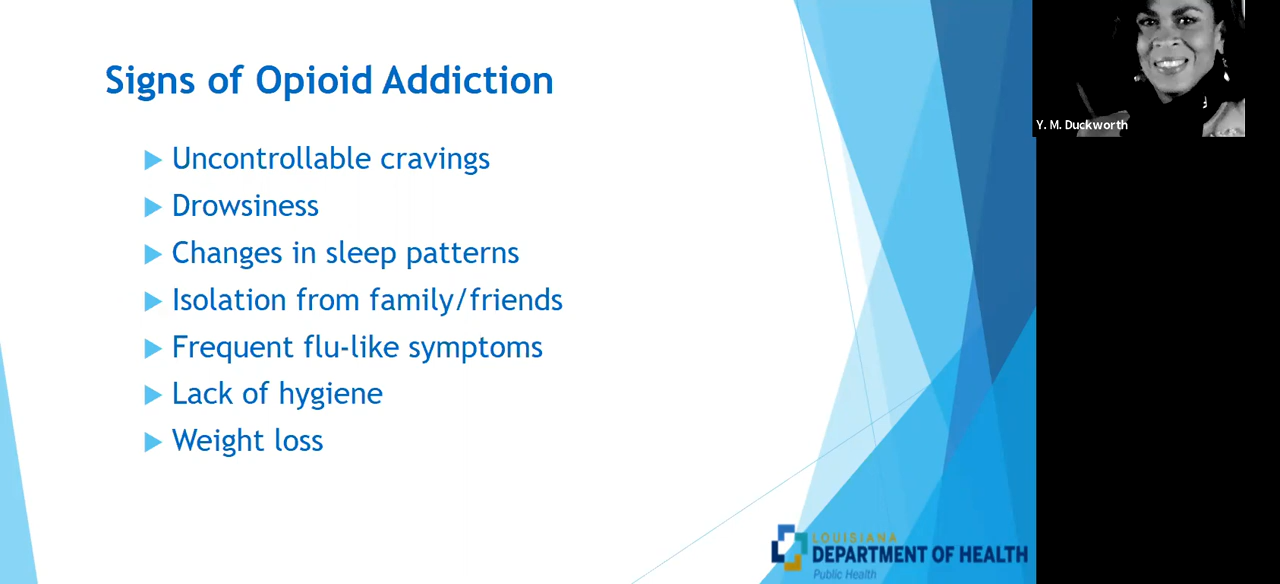 Signs of Opioid Addiction
Uncontrollable cravings
Drowsiness
Changes in sleep patterns
Isolation from family/friends
Frequent flu-like symptoms
Lack of hygiene
Weight loss
Y. M. Duckworth
LOUISIANA
DEPARTMENT OF HEALTH
Public Health